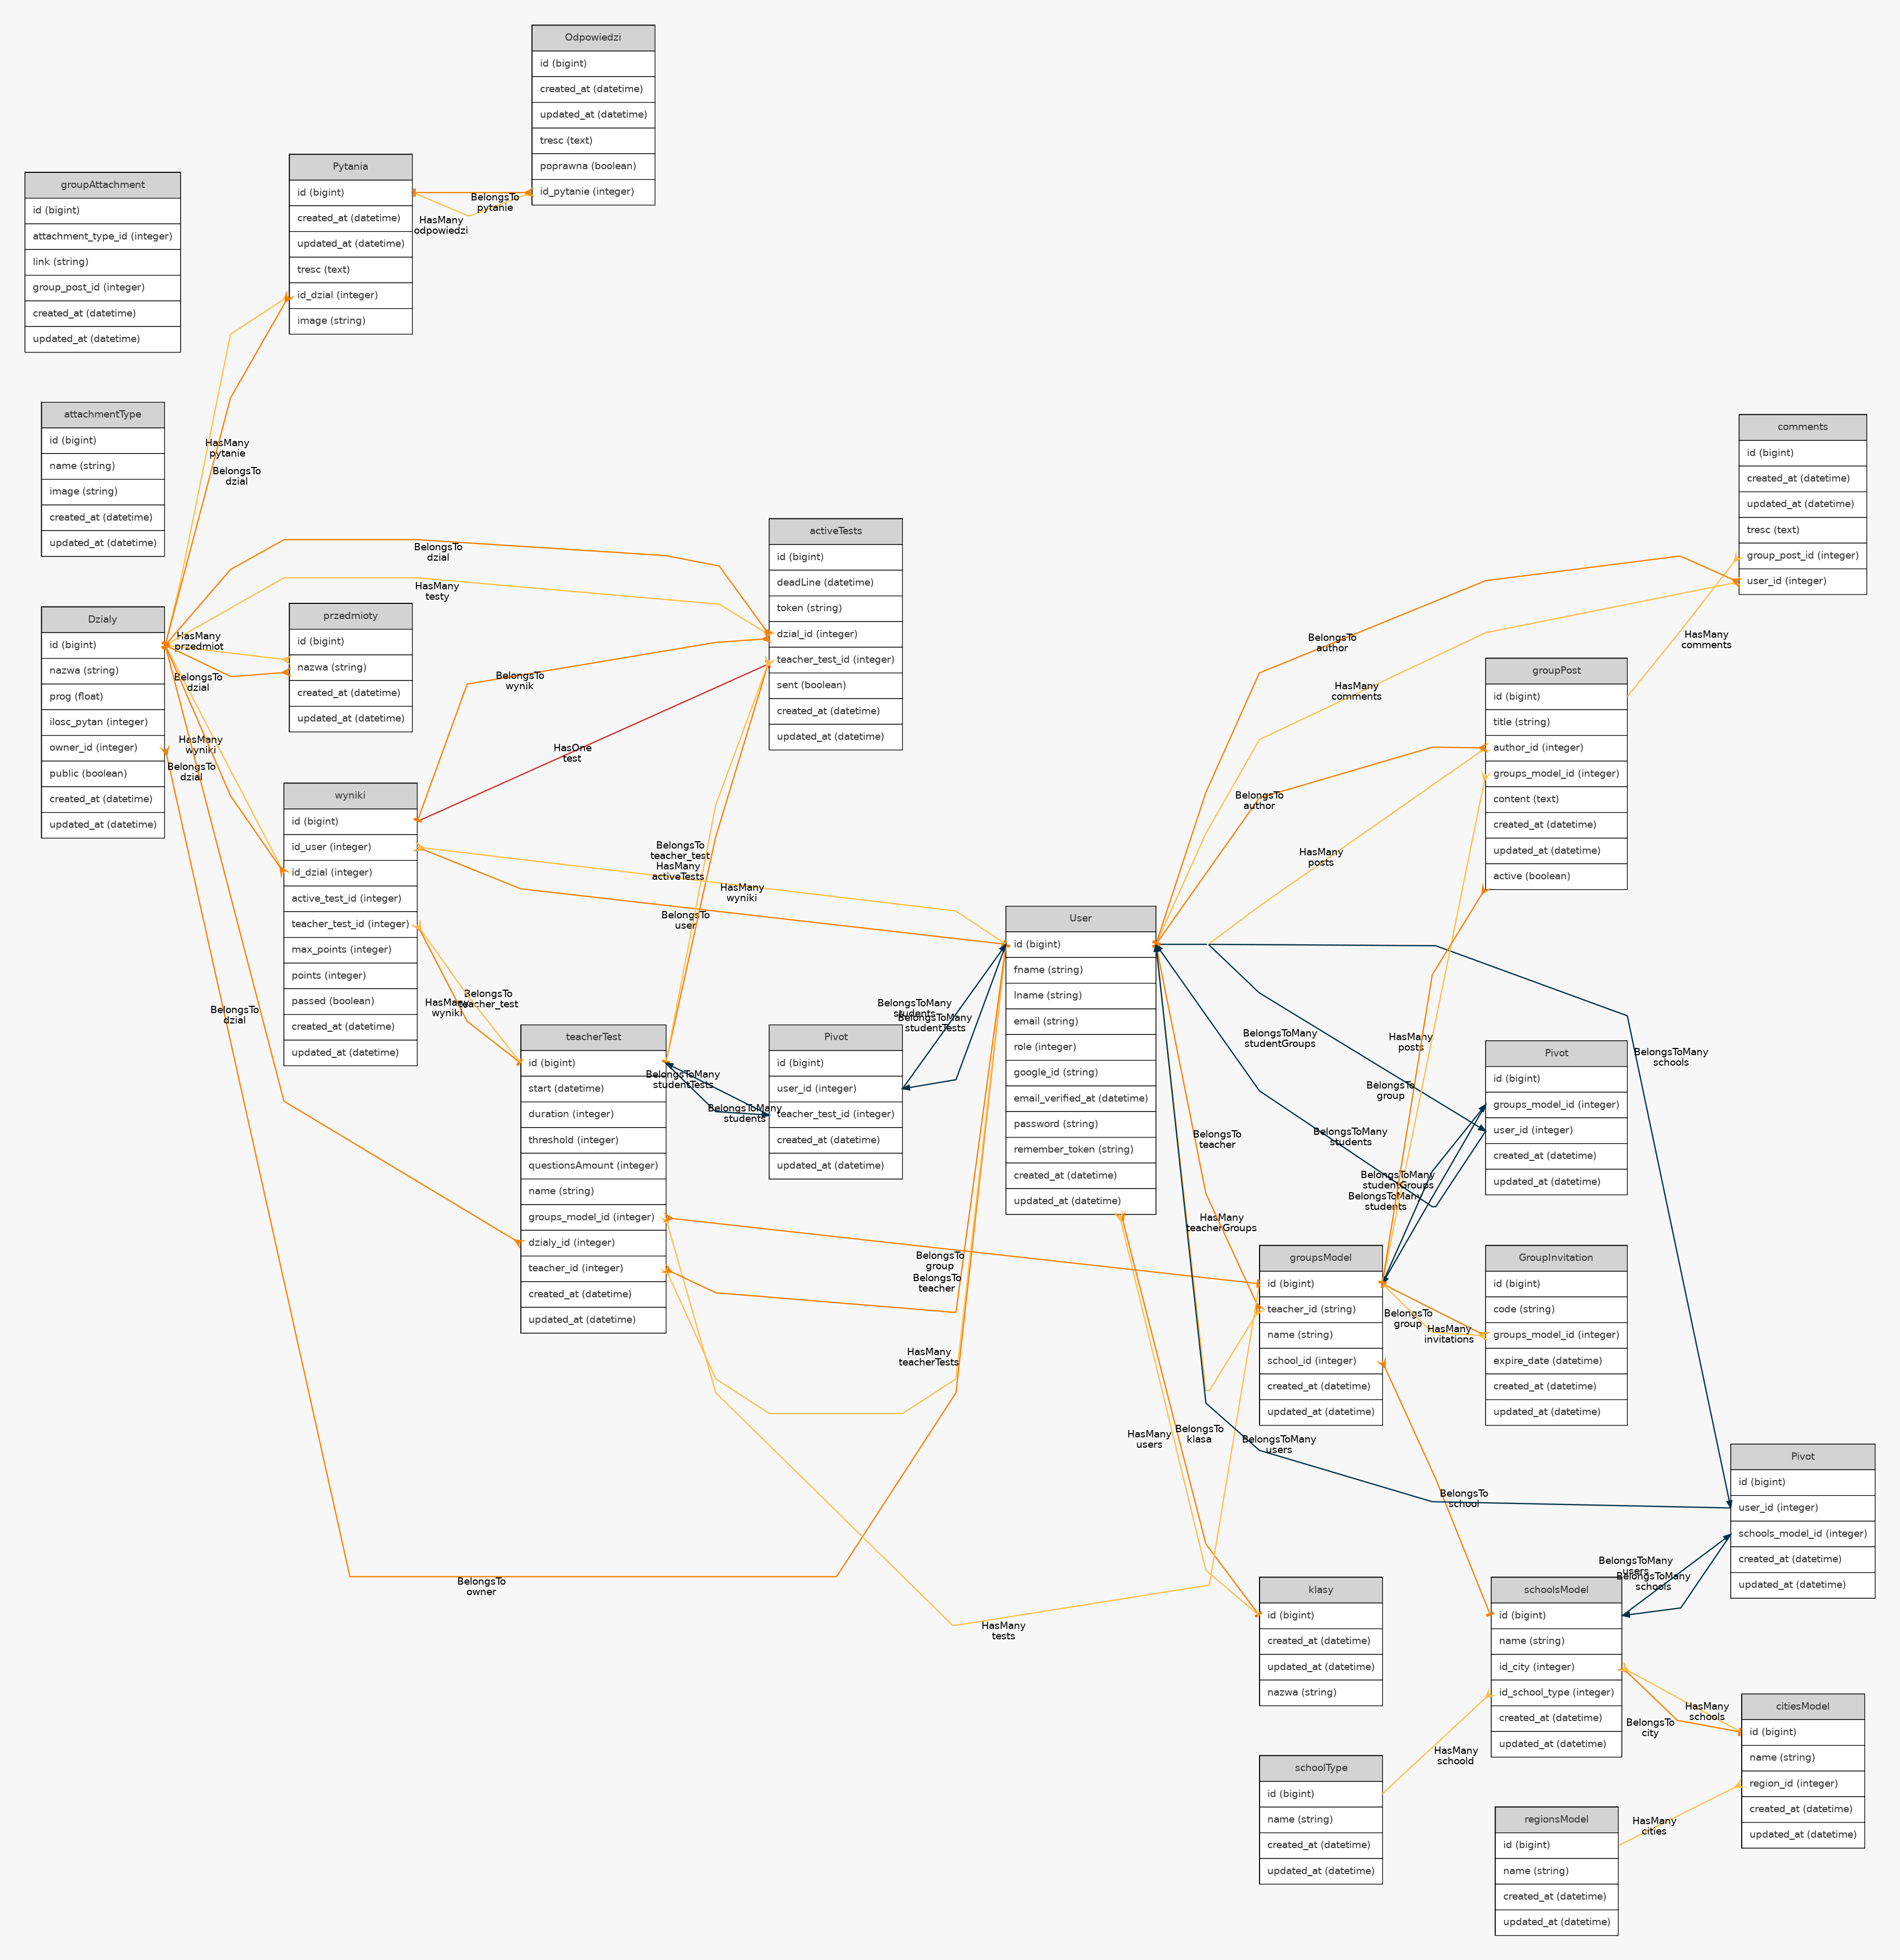 Odpowiedzi
id (bigint)
created_at (datetime)
updated_at (datetime)
tresc (text)
poprawna (boolean)
id_pytanie (integer)
Pytania
id (bigint)
created_at (datetime)
updated_at (datetime)
tresc (text)
id_dzial (integer)
image (string)
BelongsTo
pytanie
HasMany
odpowiedzi
groupAttachment
id (bigint)
attachment_type_id (integer)
link (string)
group_post_id (integer)
created_at (datetime)
updated_at (datetime)
attachmentType
id (bigint)
name (string)
image (string)
created_at (datetime)
updated_at (datetime)
HasMany
pytanie
BelongsTo
dzial
Dzialy
id (bigint)
nazwa (string)
prog (float)
ilosc_pytan (integer)
owner_id (integer)
public (boolean)
created_at (datetime)
updated_at (datetime)
BelongsTo
dzial
HasMany
testy
HasMany
przedmiot
BelongsTo
dzial
HasMany
wyniki
BelongsTo
dzial
przedmioty
id (bigint)
nazwa (string)
created_at (datetime)
updated_at (datetime)
activeTests
id (bigint)
deadLine (datetime)
token (string)
dzial_id (integer)
teacher_test_id (integer)
sent (boolean)
created_at (datetime)
updated_at (datetime)
BelongsTo
wynik
HasOne
test
wyniki
id (bigint)
id_user (integer)
id_dzial (integer)
active_test_id (integer)
teacher_test_id (integer)
max_points (integer)
points (integer)
passed (boolean)
created_at (datetime)
updated_at (datetime)
BelongsTo
teacher_test
HasMany
activeTests
HasMany
wyniki
BelongsTo
user
BelongsTo
teacher_test
HasMany
wyniki
BelongsTo
dzial
teacherTest
id (bigint)
start (datetime)
duration (integer)
threshold (integer)
questionsAmount (integer)
name (string)
groups_model_id (integer)
dzialy_id (integer)
teacher_id (integer)
created_at (datetime)
updated_at (datetime)
BelongsToMany
studentTests
BelongsToMany
students
Pivot
id (bigint)
user_id (integer)
teacher_test_id (integer)
created_at (datetime)
updated_at (datetime)
BelongsToMany
students
BelongsToMany
studentTests
User
id (bigint)
fname (string)
lname (string)
email (string)
role (integer)
google_id (string)
email_verified_at (datetime)
password (string)
remember_token (string)
created_at (datetime)
updated_at (datetime)
comments
id (bigint)
created_at (datetime)
updated_at (datetime)
tresc (text)
group_post_id (integer)
user_id (integer)
BelongsTo
author
HasMany
comments
HasMany
comments
groupPost
id (bigint)
title (string)
author_id (integer)
groups_model_id (integer)
content (text)
created_at (datetime)
updated_at (datetime)
active (boolean)
BelongsTo
author
HasMany
posts
BelongsToMany
studentGroups
HasMany
posts
BelongsTo
group
BelongsToMany
schools
Pivot
id (bigint)
groups_model_id (integer)
user_id (integer)
created_at (datetime)
updated_at (datetime)
BelongsTo
teacher
BelongsToMany
students
BelongsToMany
studentGroups
BelongsToMany
students
HasMany
teacherGroups
BelongsTo
group
BelongsTo
teacher
groupsModel
id (bigint)
teacher_id (string)
name (string)
school_id (integer)
created_at (datetime)
updated_at (datetime)
GroupInvitation
id (bigint)
code (string)
groups_model_id (integer)
expire_date (datetime)
created_at (datetime)
updated_at (datetime)
BelongsTo
group
HasMany
invitations
HasMany
teacherTests
HasMany
users
BelongsTo
klasa
BelongsToMany
users
BelongsTo
school
Pivot
id (bigint)
user_id (integer)
schools_model_id (integer)
created_at (datetime)
updated_at (datetime)
BelongsToMany
users
BelongsToMany
schools
BelongsTo
owner
HasMany
tests
klasy
id (bigint)
created_at (datetime)
updated_at (datetime)
nazwa (string)
schoolsModel
id (bigint)
name (string)
id_city (integer)
id_school_type (integer)
created_at (datetime)
updated_at (datetime)
HasMany
schools
BelongsTo
city
HasMany
schoold
citiesModel
id (bigint)
name (string)
region_id (integer)
created_at (datetime)
updated_at (datetime)
schoolType
id (bigint)
name (string)
created_at (datetime)
updated_at (datetime)
regionsModel
id (bigint)
name (string)
created_at (datetime)
updated_at (datetime)
HasMany
cities